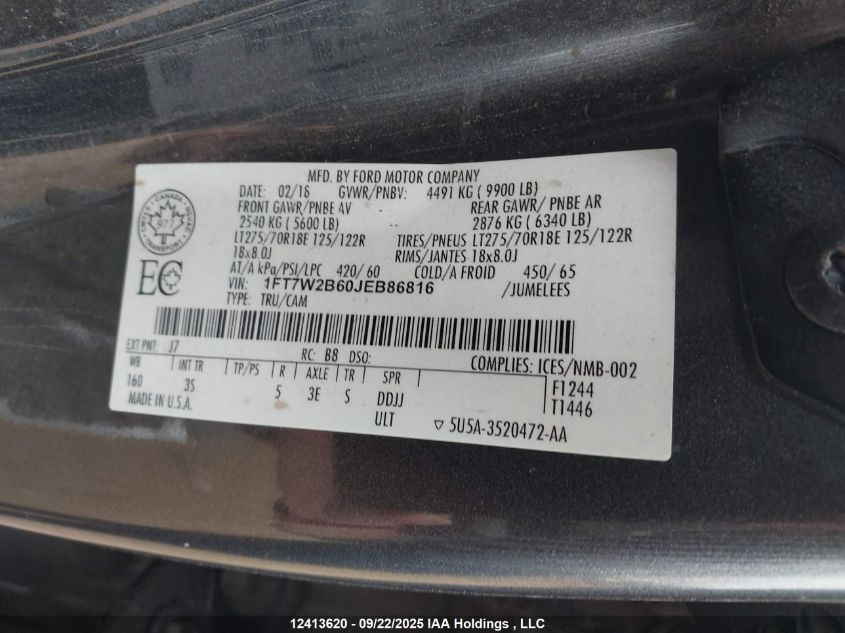 MFD. BY FORD MOTOR COMPANY
DATE: 02/18 GVWR/PNBV: 4491 KG ( 9900 LB)
FRONT GAWR/PNBE AV REAR GAWR/ PNBE AR
2540 KG ( 5600 LB) 2876 KG ( 6340 LB)
LT275/70R18E 125/122R TIRES/PNEUS LT275/70R18E 125/122R
18x8.0J RIMS/JANTES 18x8.0J
AT/A kPa/PSI/LPC 420/ 60 COLD/A FROID 450/ 65
VIN: 1FT7W2B60JEB86816 /JUMELEES
TYPE: TRU/CAM
CANADA
977
TRANSPORT
EC
EXT PNT: J7 RC: B8 DSO: COMPLIES: ICES/NMB-002
WB INT TR TP/PS R AXLE TR SPR F1244
160 3S 5 3E S DDJJ T1446
MADE IN U.S.A. ULT ▽ 5U5A-3520472-AA
12413620 - 09/22/2025 IAA Holdings , LLC